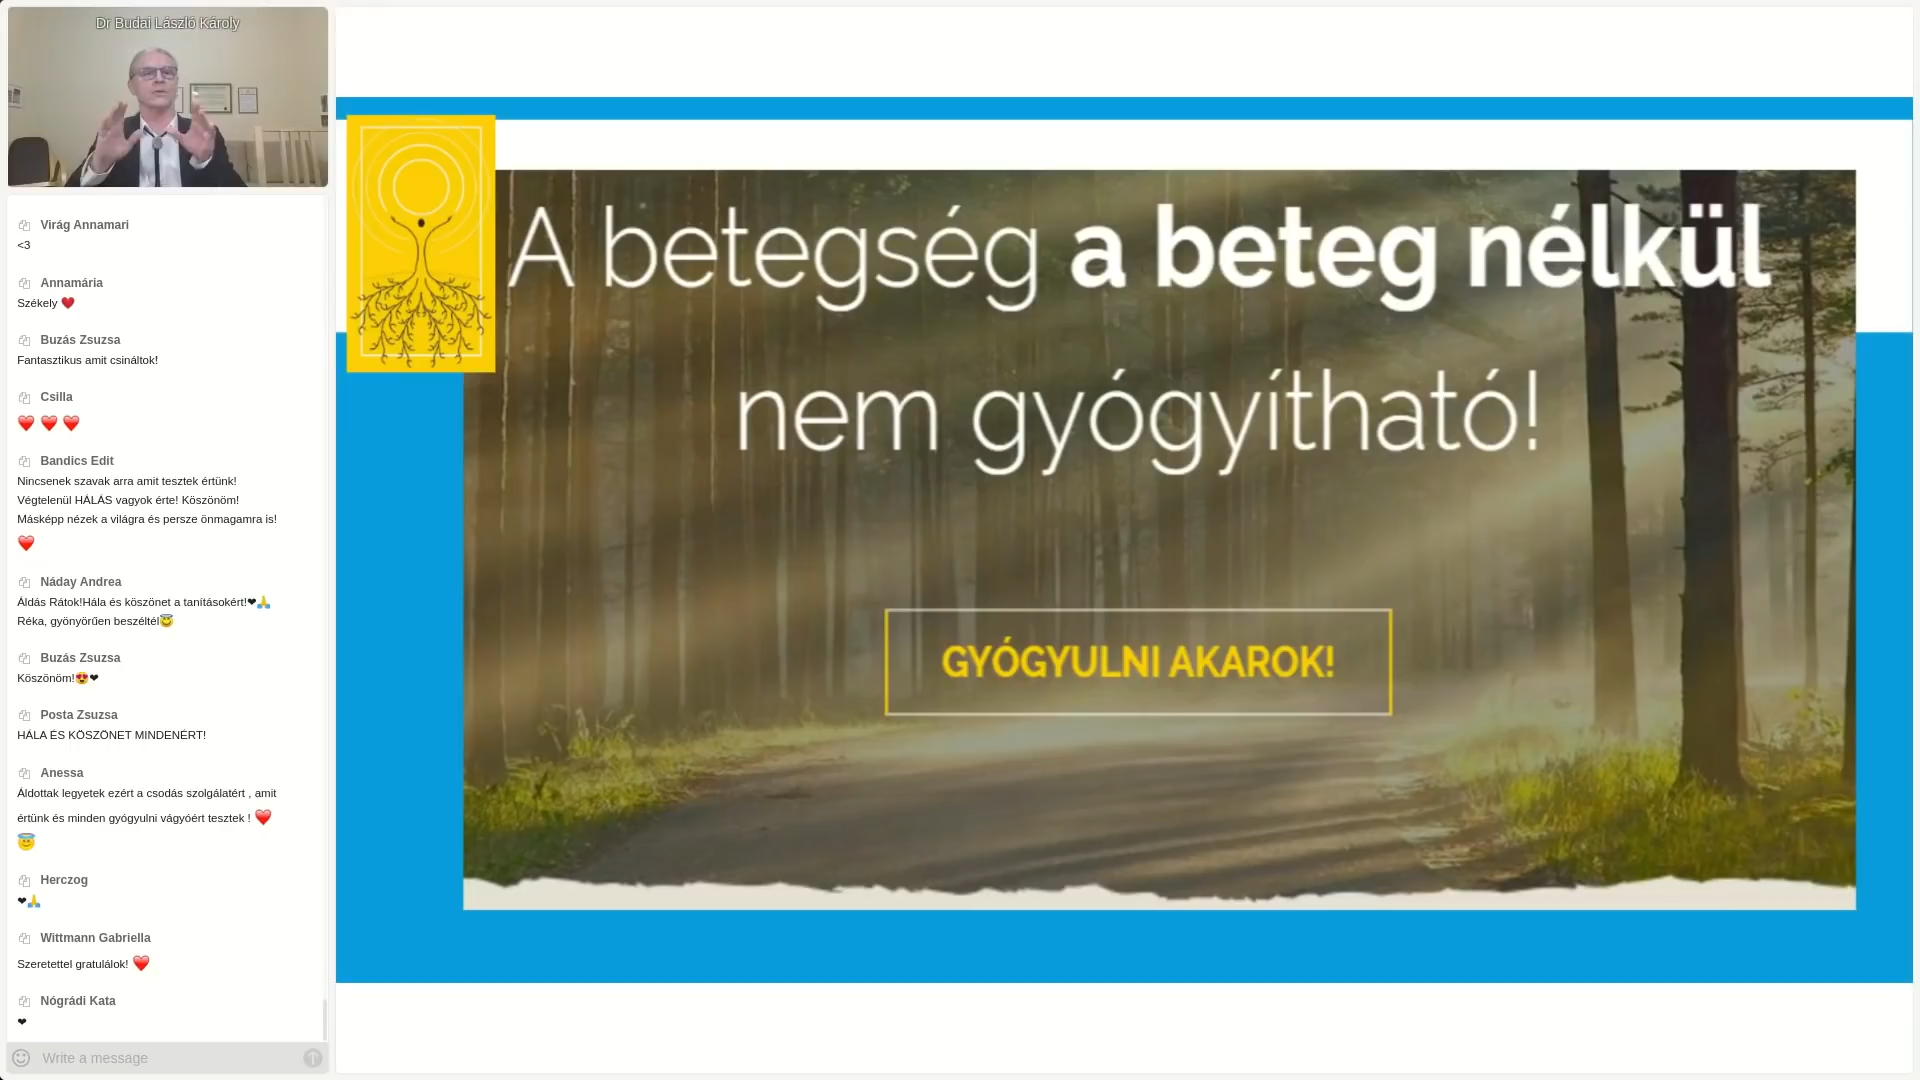 Dr Budai László Károly
Virág Annamari
<3
Annamária
Székely ❤️
Buzás Zsuzsa
Fantasztikus amit csináltok!
Csilla
❤️ ❤️ ❤️
Bandics Edit
Nincsenek szavak arra amit tesztek értünk!
Végtelenül HÁLÁS vagyok érte! Köszönöm!
Másképp nézek a világra és persze önmagamra is!
❤️
Náday Andrea
Áldás Rátok!Hála és köszönet a tanításokért!❤🙏
Réka, gyönyörűen beszéltél😇
Buzás Zsuzsa
Köszönöm!😍❤
Posta Zsuzsa
HÁLA ÉS KÖSZÖNET MINDENÉRT!
Anessa
Áldottak legyetek ezért a csodás szolgálatért , amit
értünk és minden gyógyulni vágyóért tesztek ! ❤️
😇
Herczog
❤🙏
Wittmann Gabriella
Szeretettel gratulálok! ❤️
Nógrádi Kata
❤
Write a message
A betegség a beteg nélkül
nem gyógyítható!
GYÓGYULNI AKAROK!